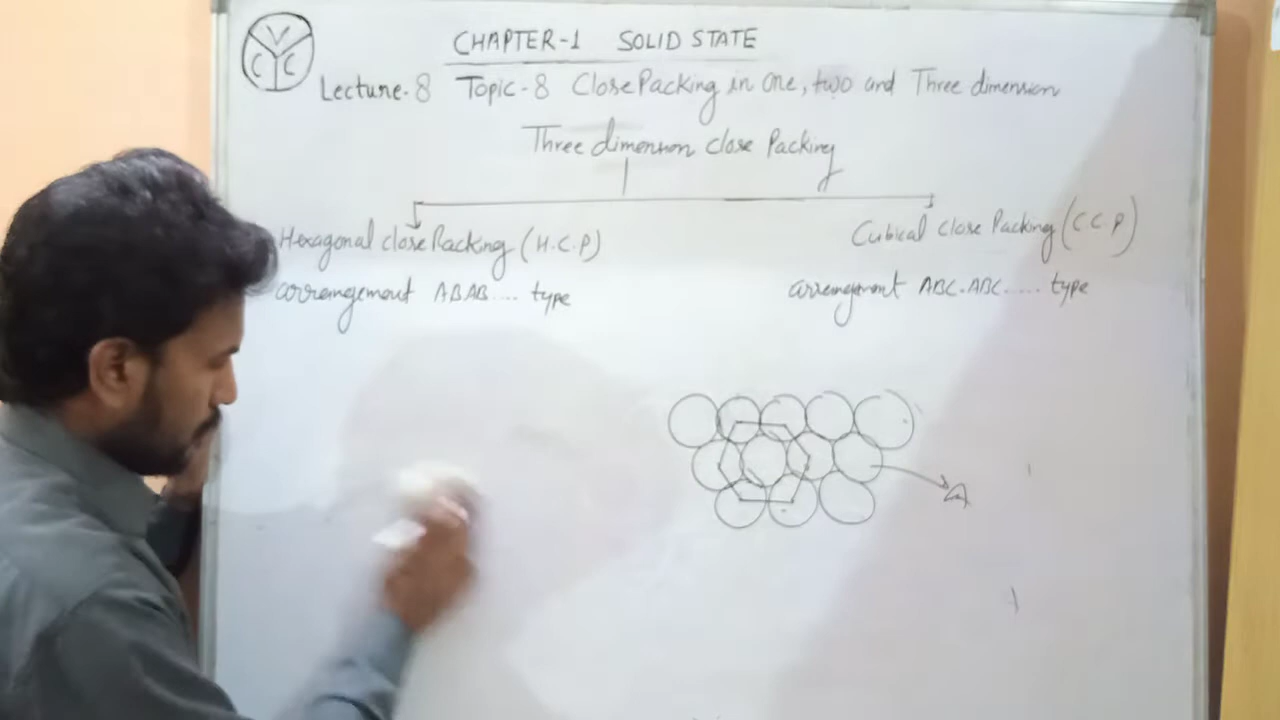 VCC
CHAPTER-1 SOLID STATE
Lecture-8 Topic-8 Close Packing in One, two and Three dimension
Three dimension close Packing
Hexagonal close Packing (H.C.P)
Cubical close Packing (C.C.P)
arrangement ABAB.... type
arrangement ABC.ABC..... type
A